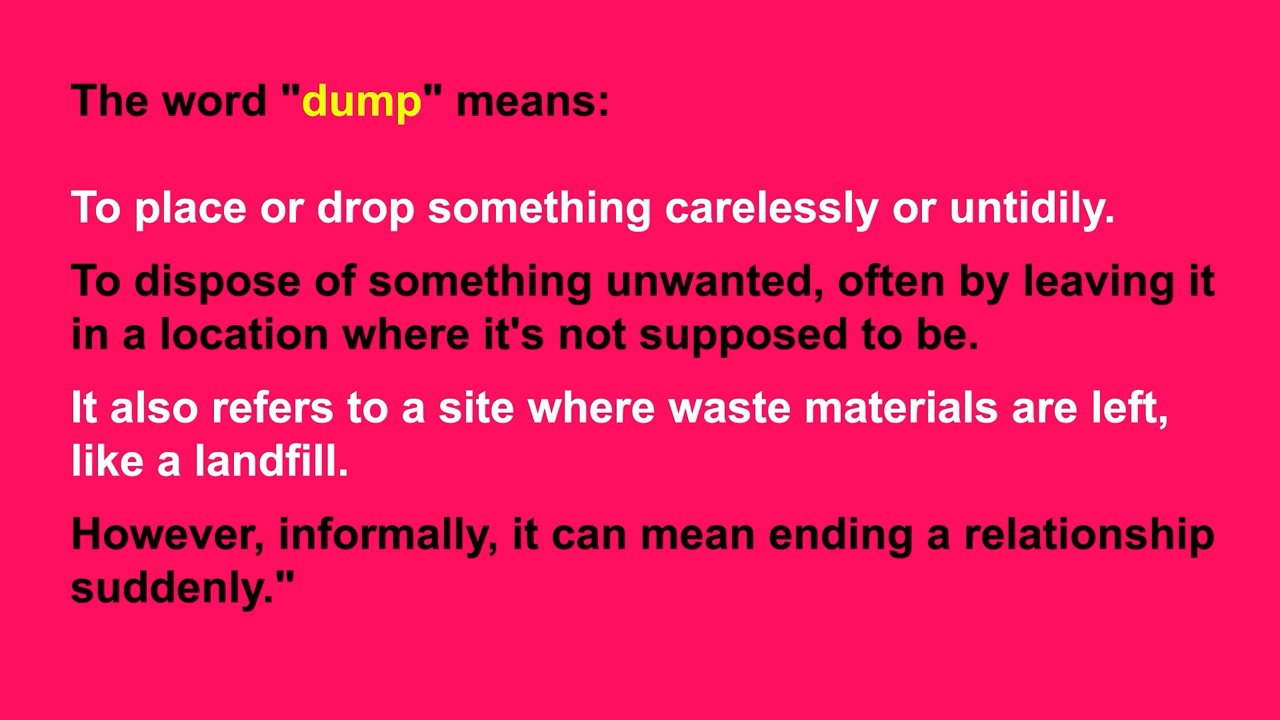 The word "dump" means:
To place or drop something carelessly or untidily.
To dispose of something unwanted, often by leaving it
in a location where it's not supposed to be.
It also refers to a site where waste materials are left,
like a landfill.
However, informally, it can mean ending a relationship
suddenly."